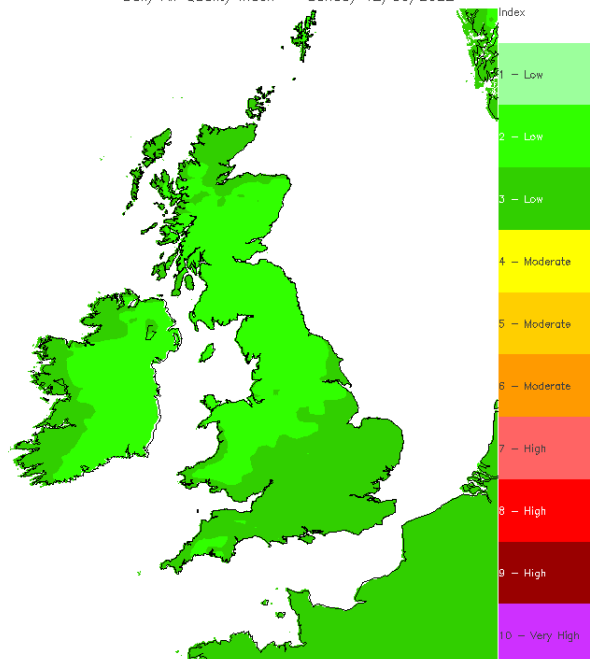 Index
1 - Low
2 - Low
3 - Low
4 - Moderate
5 - Moderate
6 - Moderate
7 - High
8 - High
9 - High
10 - Very High